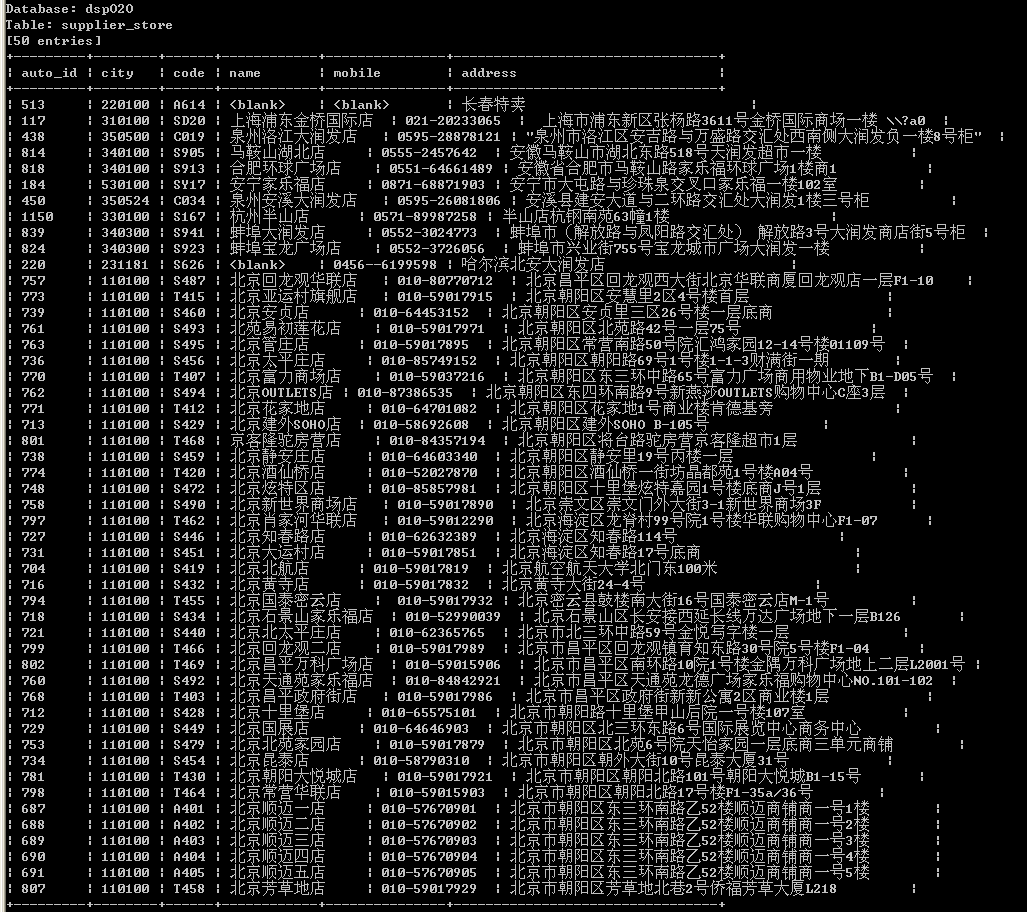 Database: dspO2O
Table: supplier_store
[50 entries]
+---------+--------+------+------------+---------------+--------------------------------+
| auto_id | city | code | name | mobile | address |
+---------+--------+------+------------+---------------+--------------------------------+
| 513 | 220100 | A614 | <blank> | <blank> | 长春特卖 |
| 117 | 310100 | SD20 | 上海浦东金桥国际店 | 021-20233065 | 上海市上海市浦东新区张杨路3611号金桥国际商场一楼 \\?a0 |
| 438 | 350500 | C019 | 泉州洛江大润发店 | 0595-28878121 | "泉州市洛江区安吉路与万盛路交汇处西南侧大润发负一楼8号柜" |
| 814 | 340100 | S905 | 马鞍山湖北店 | 0555-2457642 | 安徽马鞍山市湖北东路518号大润发超市一楼 |
| 818 | 340100 | S913 | 合肥环球广场店 | 0551-64661489 | 安徽省合肥市马鞍山路家乐福环球广场1楼商1 |
| 184 | 530100 | SY17 | 安宁家乐福店 | 0871-68871903 | 安宁市大屯路与珍珠泉交叉口家乐福一楼102室 |
| 450 | 350524 | C034 | 泉州安溪大润发店 | 0595-26081806 | 安溪县建安大道与二环路交汇处大润发1楼三号柜 |
| 1150 | 330100 | S167 | 杭州半山店 | 0571-89987258 | 半山店杭钢南苑63幢1楼 |
| 839 | 340300 | S941 | 蚌埠大润发店 | 0552-3024773 | 蚌埠市（解放路与凤阳路交汇处） 解放路3号大润发商店街5号柜 |
| 824 | 340300 | S923 | 蚌埠宝龙广场店 | 0552-3726056 | 蚌埠市兴业街755号宝龙城市广场大润发一楼 |
| 220 | 231181 | S626 | <blank> | 0456--6199598 | 哈尔滨北安大润发店 |
| 757 | 110100 | S487 | 北京回龙观华联店 | 010-80770712 | 北京昌平区回龙观西大街北京华联商厦回龙观店一层F1-10 |
| 773 | 110100 | T415 | 北京亚运村旗舰店 | 010-59017915 | 北京朝阳区安慧里2区4号楼首层 |
| 739 | 110100 | S460 | 北京安贞店 | 010-64453152 | 北京朝阳区安贞里三区26号楼一层底商 |
| 761 | 110100 | S493 | 北苑易初莲花店 | 010-59017971 | 北京朝阳区北苑路42号一层75号 |
| 763 | 110100 | S495 | 北京管庄店 | 010-59017895 | 北京朝阳区常营南路50号院汇鸿家园12-14号楼01109号 |
| 736 | 110100 | S456 | 北京太平庄店 | 010-85749152 | 北京朝阳区朝阳路69号1号楼1-1-3财满街一期 |
| 770 | 110100 | T407 | 北京富力商场店 | 010-59037216 | 北京朝阳区东三环中路65号富力广场商用物业地下B1-D05号 |
| 762 | 110100 | S494 | 北京OUTLETS店 | 010-87386535 | 北京朝阳区东四环南路9号新燕莎OUTLETS购物中心C座3层 |
| 771 | 110100 | T412 | 北京花家地店 | 010-64701082 | 北京朝阳区花家地1号商业楼肯德基旁 |
| 713 | 110100 | S429 | 北京建外SOHO店 | 010-58692608 | 北京朝阳区建外SOHO B-105号 |
| 801 | 110100 | T468 | 京客隆驼房营店 | 010-84357194 | 北京朝阳区将台路驼房营京客隆超市1层 |
| 738 | 110100 | S459 | 北京静安庄店 | 010-64603340 | 北京朝阳区静安里19号丙楼一层 |
| 774 | 110100 | T420 | 北京酒仙桥店 | 010-52027870 | 北京朝阳区酒仙桥一街坊晶都苑1号楼A04号 |
| 748 | 110100 | S472 | 北京炫特区店 | 010-85857981 | 北京朝阳区十里堡炫特嘉园1号楼底商J号1层 |
| 758 | 110100 | S490 | 北京新世界商场店 | 010-59017890 | 北京崇文区崇文门外大街3-1新世界商场3F |
| 797 | 110100 | T462 | 北京肖家河华联店 | 010-59012290 | 北京海淀区龙脊村99号院1号楼华联购物中心F1-07 |
| 727 | 110100 | S446 | 北京知春路店 | 010-62632389 | 北京海淀区知春路114号 |
| 731 | 110100 | S451 | 北京大运村店 | 010-59017851 | 北京海淀区知春路17号底商 |
| 704 | 110100 | S419 | 北京北航店 | 010-59017819 | 北京航空航天大学北门东100米 |
| 716 | 110100 | S432 | 北京黄寺店 | 010-59017832 | 北京黄寺大街24-4号 |
| 794 | 110100 | T455 | 北京国泰密云店 | 010-59017932 | 北京密云县鼓楼南大街16号国泰密云店M-1号 |
| 718 | 110100 | S434 | 北京石景山家乐福店 | 010-52990039 | 北京石景山区长安接西延长线万达广场地下一层B126 |
| 721 | 110100 | S440 | 北京北太平庄店 | 010-62365765 | 北京市北三环中路59号金悦写字楼一层 |
| 799 | 110100 | T466 | 北京回龙观二店 | 010-59017989 | 北京市昌平区回龙观镇育知东路30号院5号楼F1-04 |
| 802 | 110100 | T469 | 北京昌平万科广场店 | 010-59015906 | 北京市昌平区南环路10院1号楼金隅万科广场地上二层L2001号 |
| 760 | 110100 | S492 | 北京天通苑家乐福店 | 010-84842921 | 北京市昌平区天通苑龙德广场家乐福购物中心NO.101-102 |
| 768 | 110100 | T403 | 北京昌平政府街店 | 010-59017986 | 北京市昌平区政府街新新公寓2区商业楼1层 |
| 712 | 110100 | S428 | 北京十里堡店 | 010-65575101 | 北京市朝阳路十里堡甲山后院一号楼107室 |
| 729 | 110100 | S449 | 北京国展店 | 010-64646903 | 北京市朝阳区北三环东路6号国际展览中心商务中心 |
| 753 | 110100 | S479 | 北京北苑家园店 | 010-59017879 | 北京市朝阳区北苑6号院天怡家园一层底商三单元商铺 |
| 734 | 110100 | S454 | 北京昆泰店 | 010-58790310 | 北京市朝阳区朝外大街10号昆泰大厦31号 |
| 781 | 110100 | T430 | 北京朝阳大悦城店 | 010-59017921 | 北京市朝阳区朝阳北路101号朝阳大悦城B1-15号 |
| 798 | 110100 | T464 | 北京常营华联店 | 010-59015903 | 北京市朝阳区朝阳北路17号楼F1-35a/36号 |
| 687 | 110100 | A401 | 北京顺迈一店 | 010-57670901 | 北京市朝阳区东三环南路乙52楼顺迈商铺商一号1楼 |
| 688 | 110100 | A402 | 北京顺迈二店 | 010-57670902 | 北京市朝阳区东三环南路乙52楼顺迈商铺商一号2楼 |
| 689 | 110100 | A403 | 北京顺迈三店 | 010-57670903 | 北京市朝阳区东三环南路乙52楼顺迈商铺商一号3楼 |
| 690 | 110100 | A404 | 北京顺迈四店 | 010-57670904 | 北京市朝阳区东三环南路乙52楼顺迈商铺商一号4楼 |
| 691 | 110100 | A405 | 北京顺迈五店 | 010-57670905 | 北京市朝阳区东三环南路乙52楼顺迈商铺商一号5楼 |
| 807 | 110100 | T458 | 北京芳草地店 | 010-59017929 | 北京市朝阳区芳草地北巷2号侨福芳草大厦L218 |
+---------+--------+------+------------+---------------+--------------------------------+